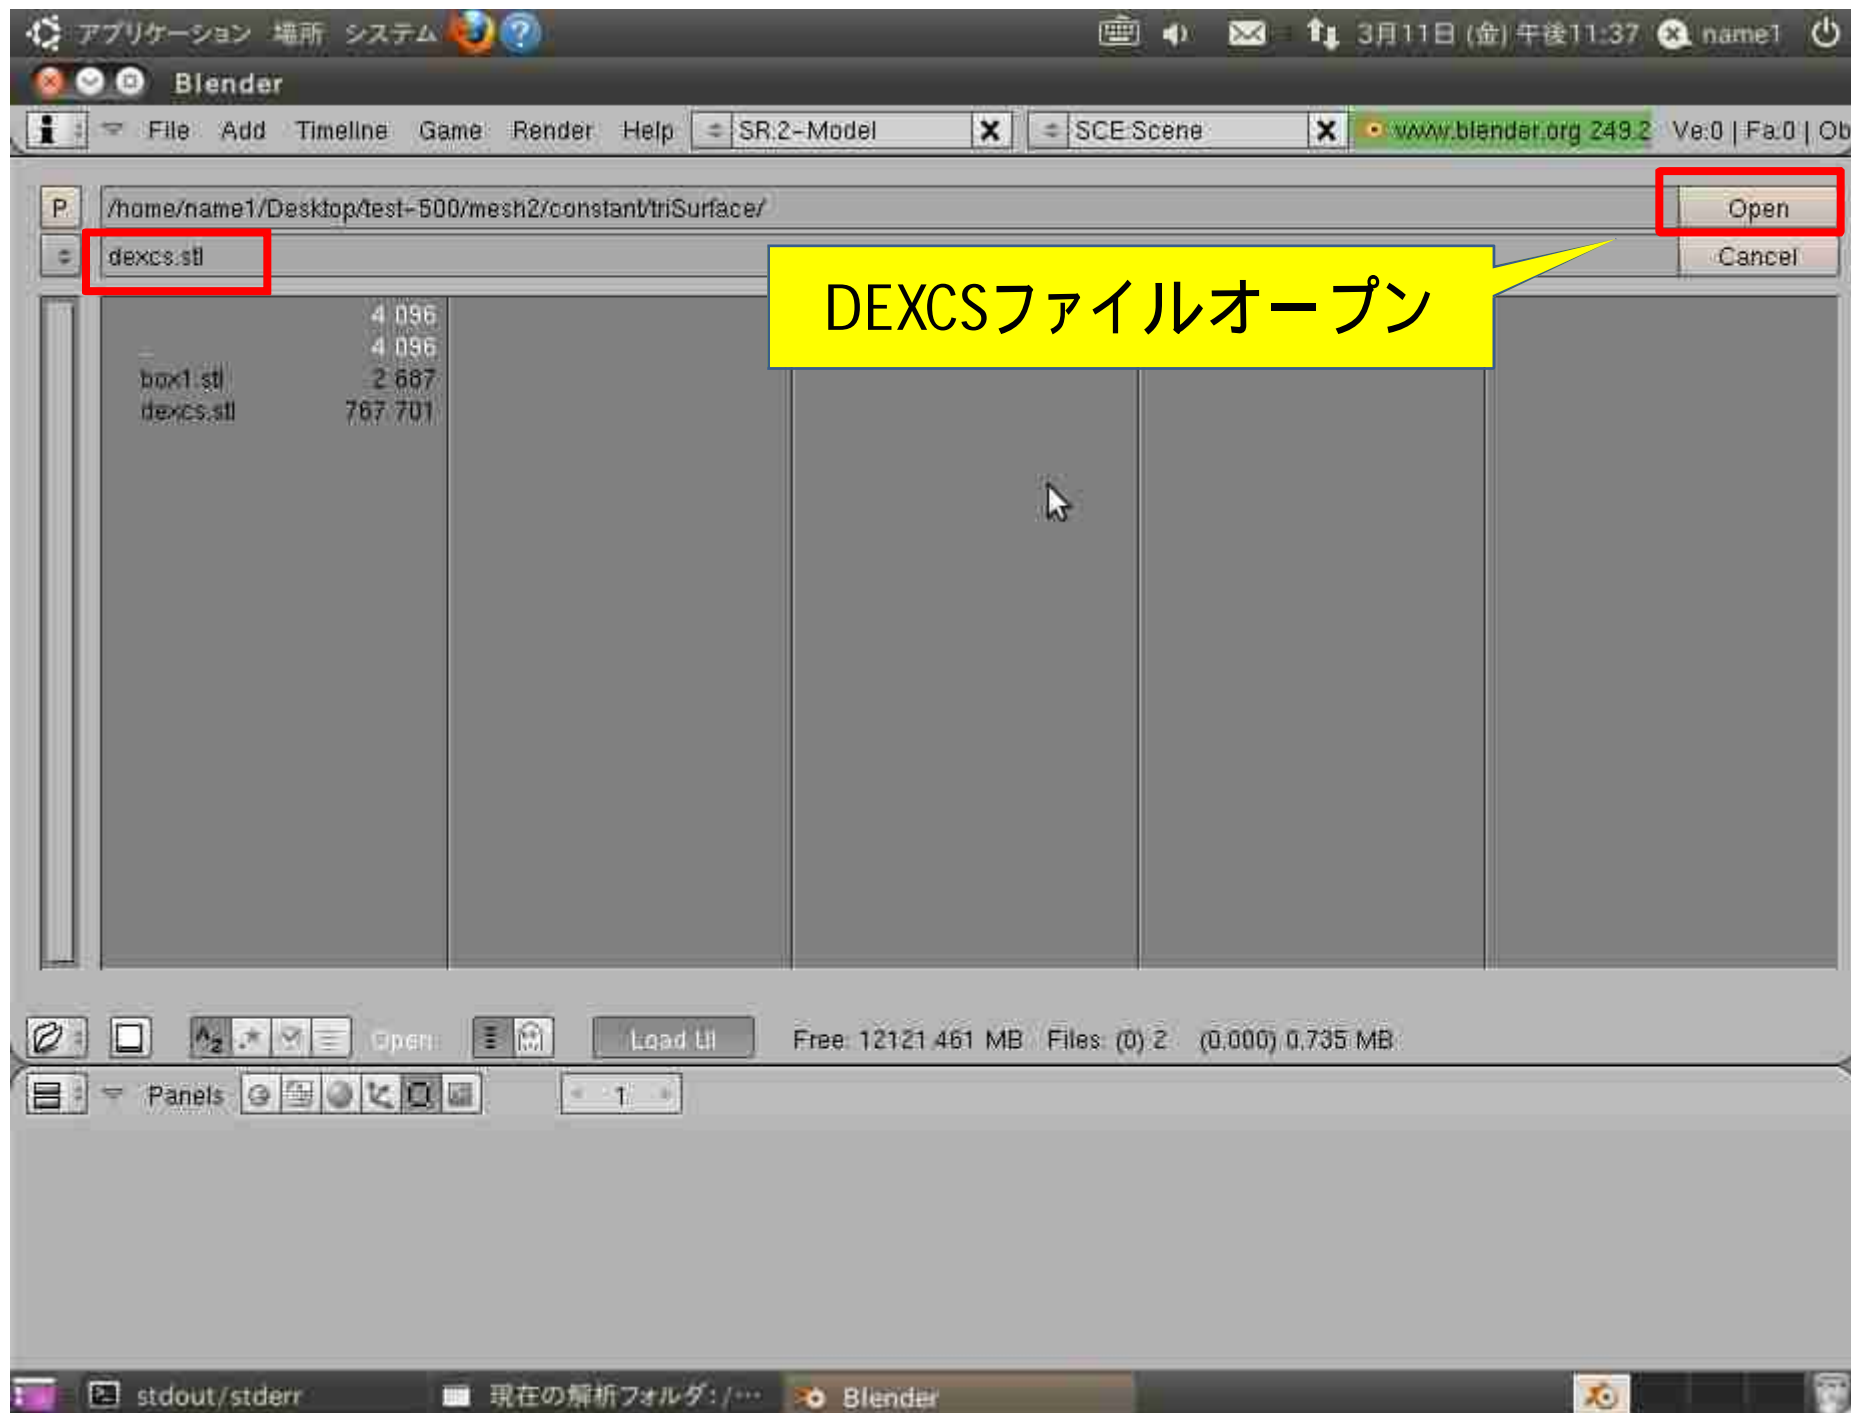 アプリケーション 場所 システム 3月11日 (金) 午後11:37 name1
Blender
File Add Timeline Game Render Help SR:2-Model SCE:Scene www.blender.org 249.2 Ve:0 | Fa:0 | Ob
P /home/name1/Desktop/test-500/mesh2/constant/triSurface/ Open
dexcs.stl Cancel
DEXCSファイルオープン
4 096
4 096
box1.stl 2 687
dexcs.stl 767 701
Open: Load UI Free: 12121.461 MB Files: (0) 2 (0.000) 0.735 MB
Panels 1
stdout/stderr 現在の解析フォルダ:/… Blender